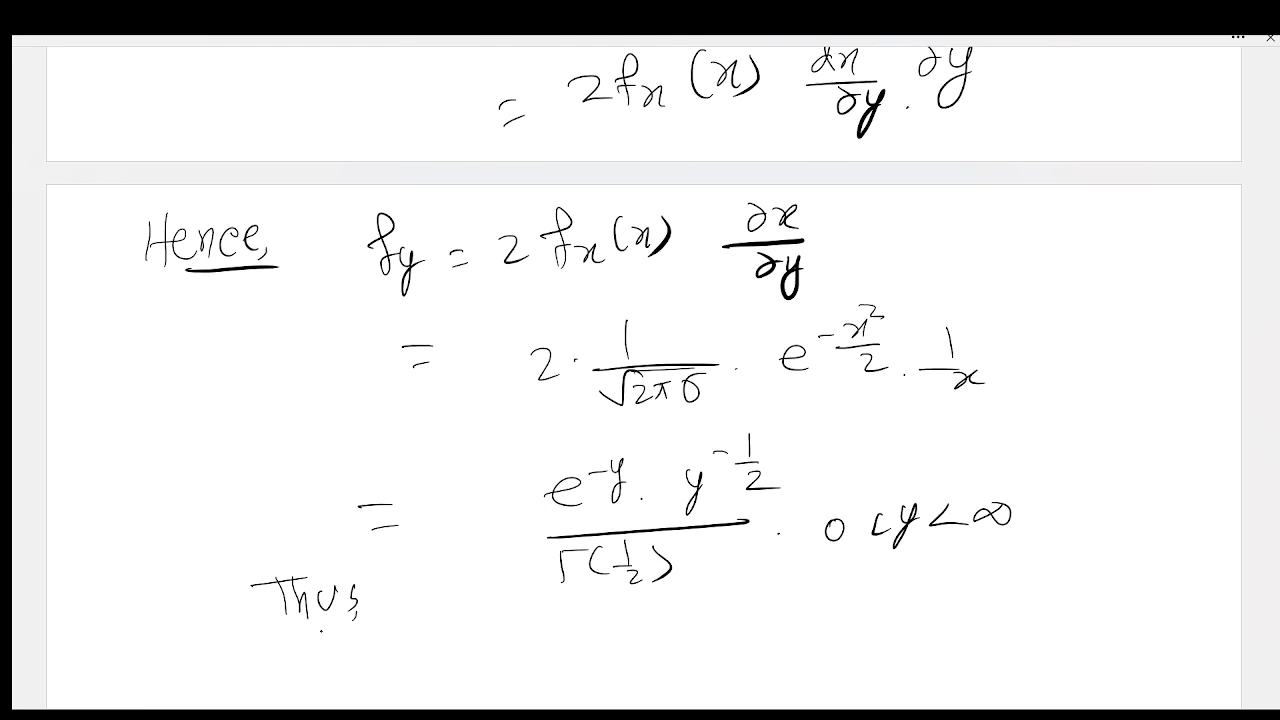 = 2fx (x) ∂x/∂y . ∂y
Hence, fy = 2 fx(x) ∂x/∂y
= 2 · 1/√2πσ . e^(-x²/2) . 1/x
= e^(-y) . y^(-1/2) / Γ(1/2) . 0 < y < ∞
Thus,